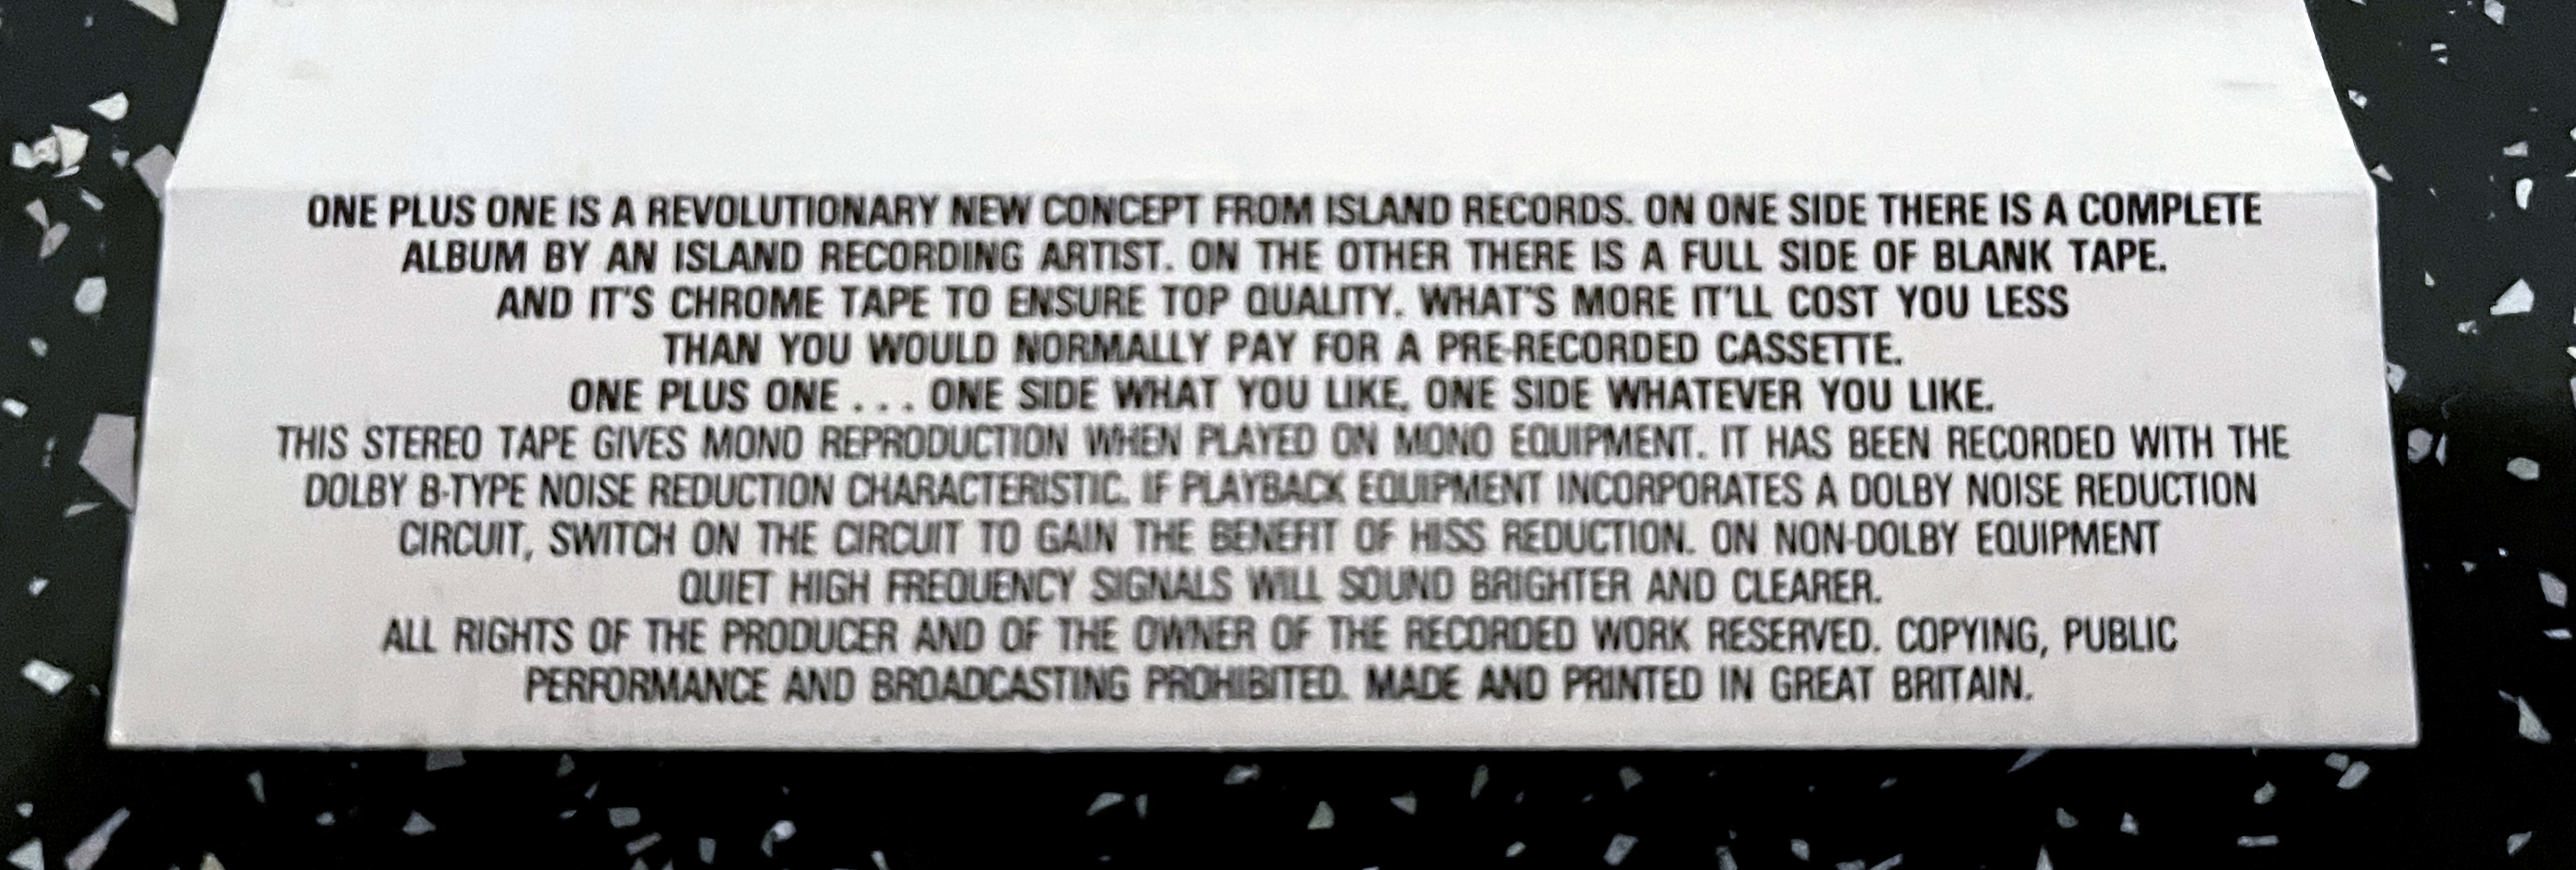 ONE PLUS ONE IS A REVOLUTIONARY NEW CONCEPT FROM ISLAND RECORDS. ON ONE SIDE THERE IS A COMPLETE
ALBUM BY AN ISLAND RECORDING ARTIST. ON THE OTHER THERE IS A FULL SIDE OF BLANK TAPE.
AND IT'S CHROME TAPE TO ENSURE TOP QUALITY. WHAT'S MORE IT'LL COST YOU LESS
THAN YOU WOULD NORMALLY PAY FOR A PRE-RECORDED CASSETTE.
ONE PLUS ONE . . . ONE SIDE WHAT YOU LIKE, ONE SIDE WHATEVER YOU LIKE.
THIS STEREO TAPE GIVES MONO REPRODUCTION WHEN PLAYED ON MONO EQUIPMENT. IT HAS BEEN RECORDED WITH THE
DOLBY B-TYPE NOISE REDUCTION CHARACTERISTIC. IF PLAYBACK EQUIPMENT INCORPORATES A DOLBY NOISE REDUCTION
CIRCUIT, SWITCH ON THE CIRCUIT TO GAIN THE BENEFIT OF HISS REDUCTION. ON NON-DOLBY EQUIPMENT
QUIET HIGH FREQUENCY SIGNALS WILL SOUND BRIGHTER AND CLEARER.
ALL RIGHTS OF THE PRODUCER AND OF THE OWNER OF THE RECORDED WORK RESERVED. COPYING, PUBLIC
PERFORMANCE AND BROADCASTING PROHIBITED. MADE AND PRINTED IN GREAT BRITAIN.